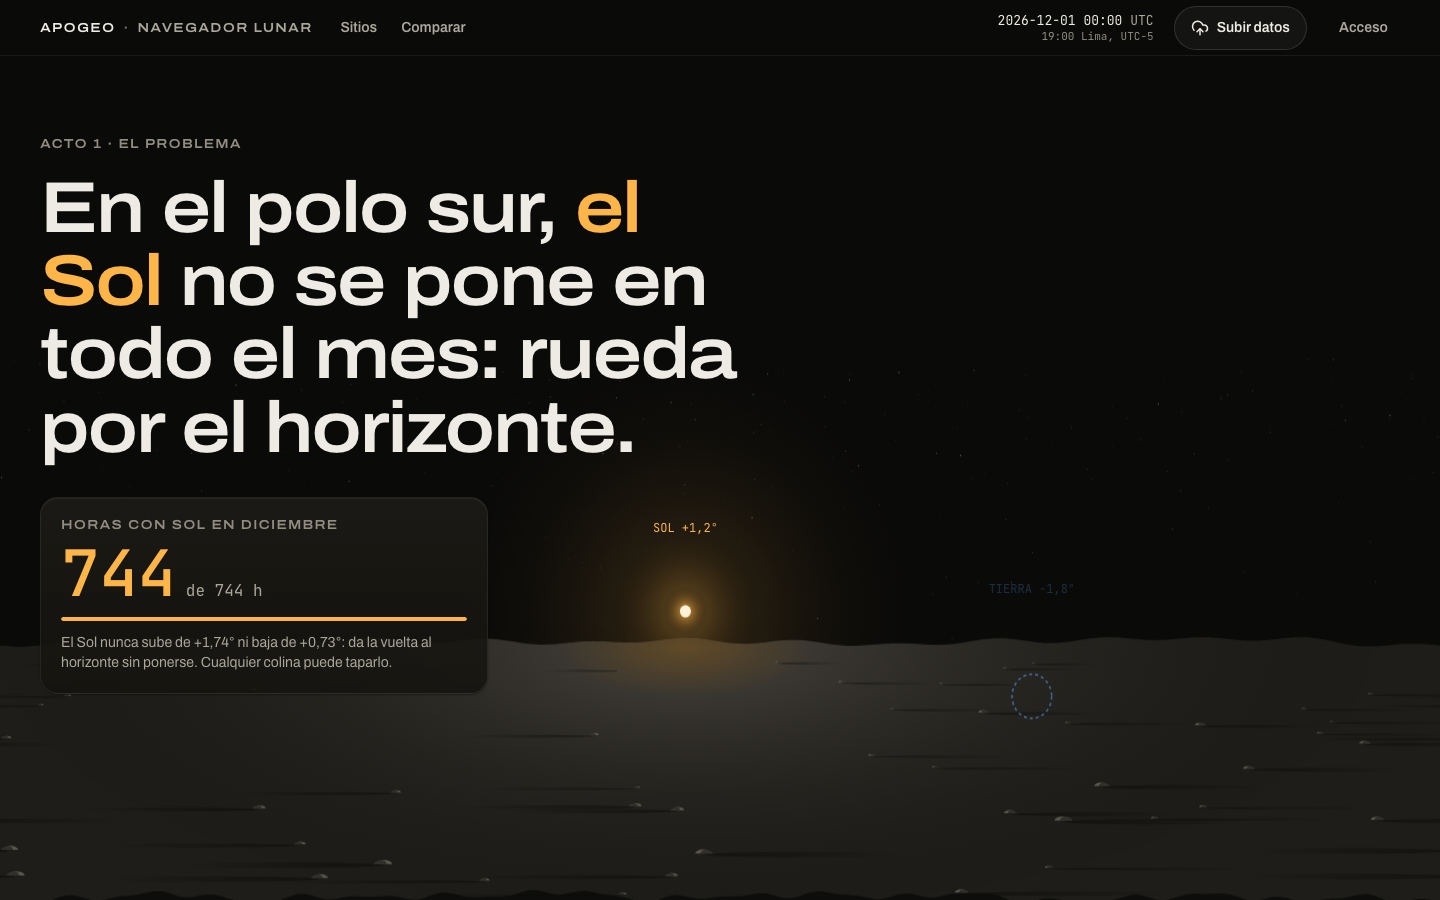 APOGEO · NAVEGADOR LUNAR
Sitios
Comparar
2026-12-01 00:00 UTC
19:00 Lima, UTC-5
Subir datos
Acceso
ACTO 1 · EL PROBLEMA
En el polo sur, el
Sol no se pone en
todo el mes: rueda
por el horizonte.
HORAS CON SOL EN DICIEMBRE
744 de 744 h
El Sol nunca sube de +1,74° ni baja de +0,73°: da la vuelta al
horizonte sin ponerse. Cualquier colina puede taparlo.
SOL +1,2°
TIERRA -1,8°